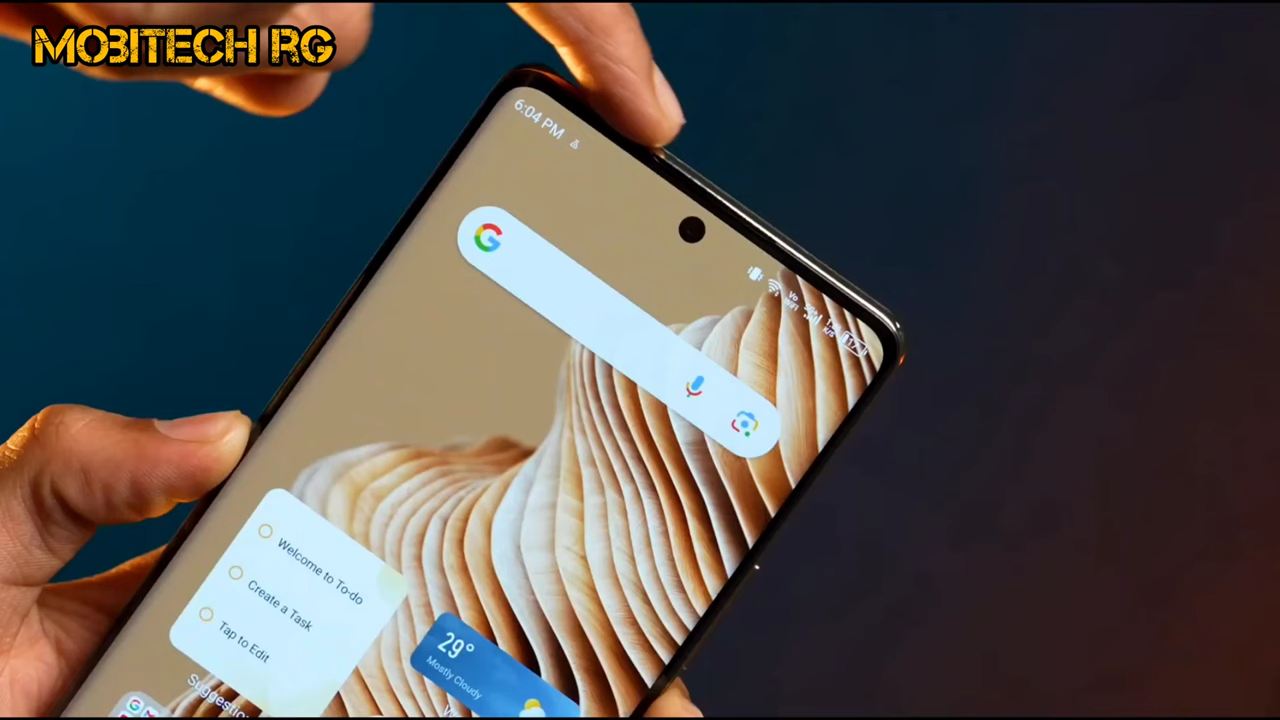 MOBITECH RG
6:04 PM
Welcome to To-do
Create a Task
Tap to Edit
29°
Mostly Cloudy